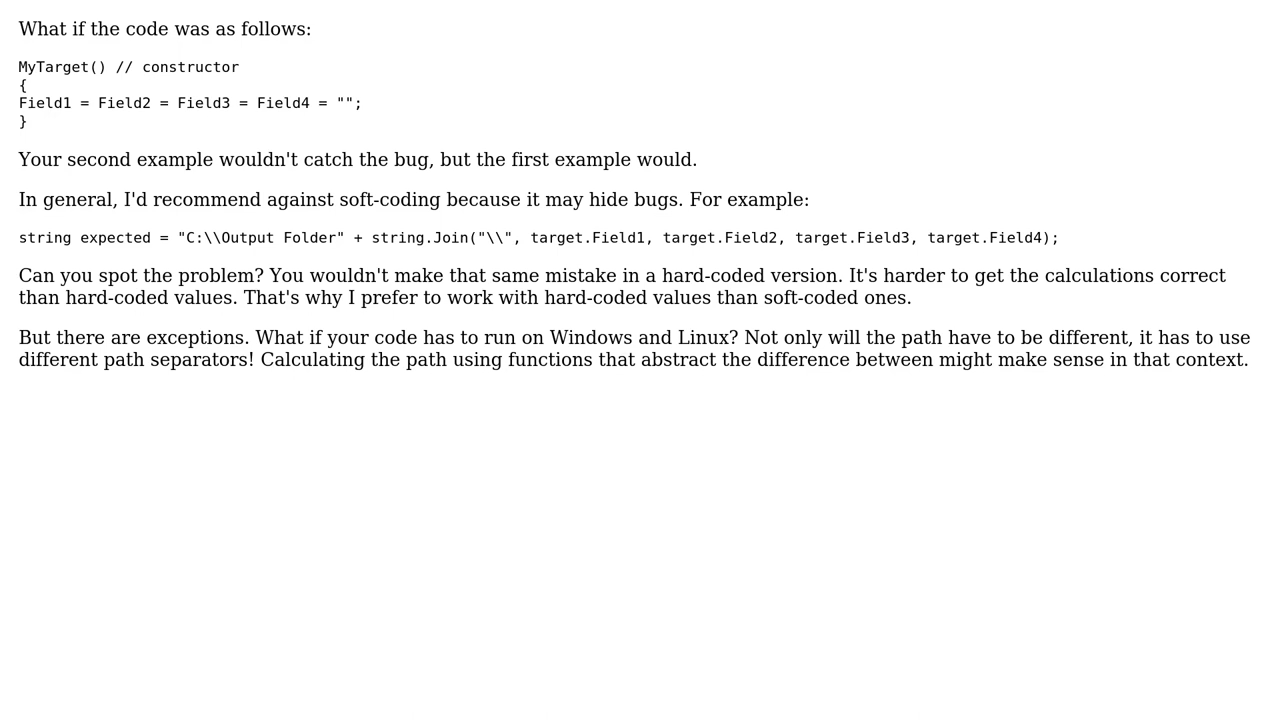 What if the code was as follows:
MyTarget() // constructor
{
Field1 = Field2 = Field3 = Field4 = "";
}
Your second example wouldn't catch the bug, but the first example would.
In general, I'd recommend against soft-coding because it may hide bugs. For example:
string expected = "C:\\Output Folder" + string.Join("\\", target.Field1, target.Field2, target.Field3, target.Field4);
Can you spot the problem? You wouldn't make that same mistake in a hard-coded version. It's harder to get the calculations correct
than hard-coded values. That's why I prefer to work with hard-coded values than soft-coded ones.
But there are exceptions. What if your code has to run on Windows and Linux? Not only will the path have to be different, it has to use
different path separators! Calculating the path using functions that abstract the difference between might make sense in that context.